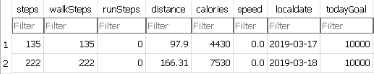 steps walkSteps runSteps distance calories speed localdate todayGoal
Filter Filter Filter Filter Filter Filter Filter Filter
1 135 135 0 97.9 4430 0.0 2019-03-17 10000
2 222 222 0 166.31 7530 0.0 2019-03-18 10000